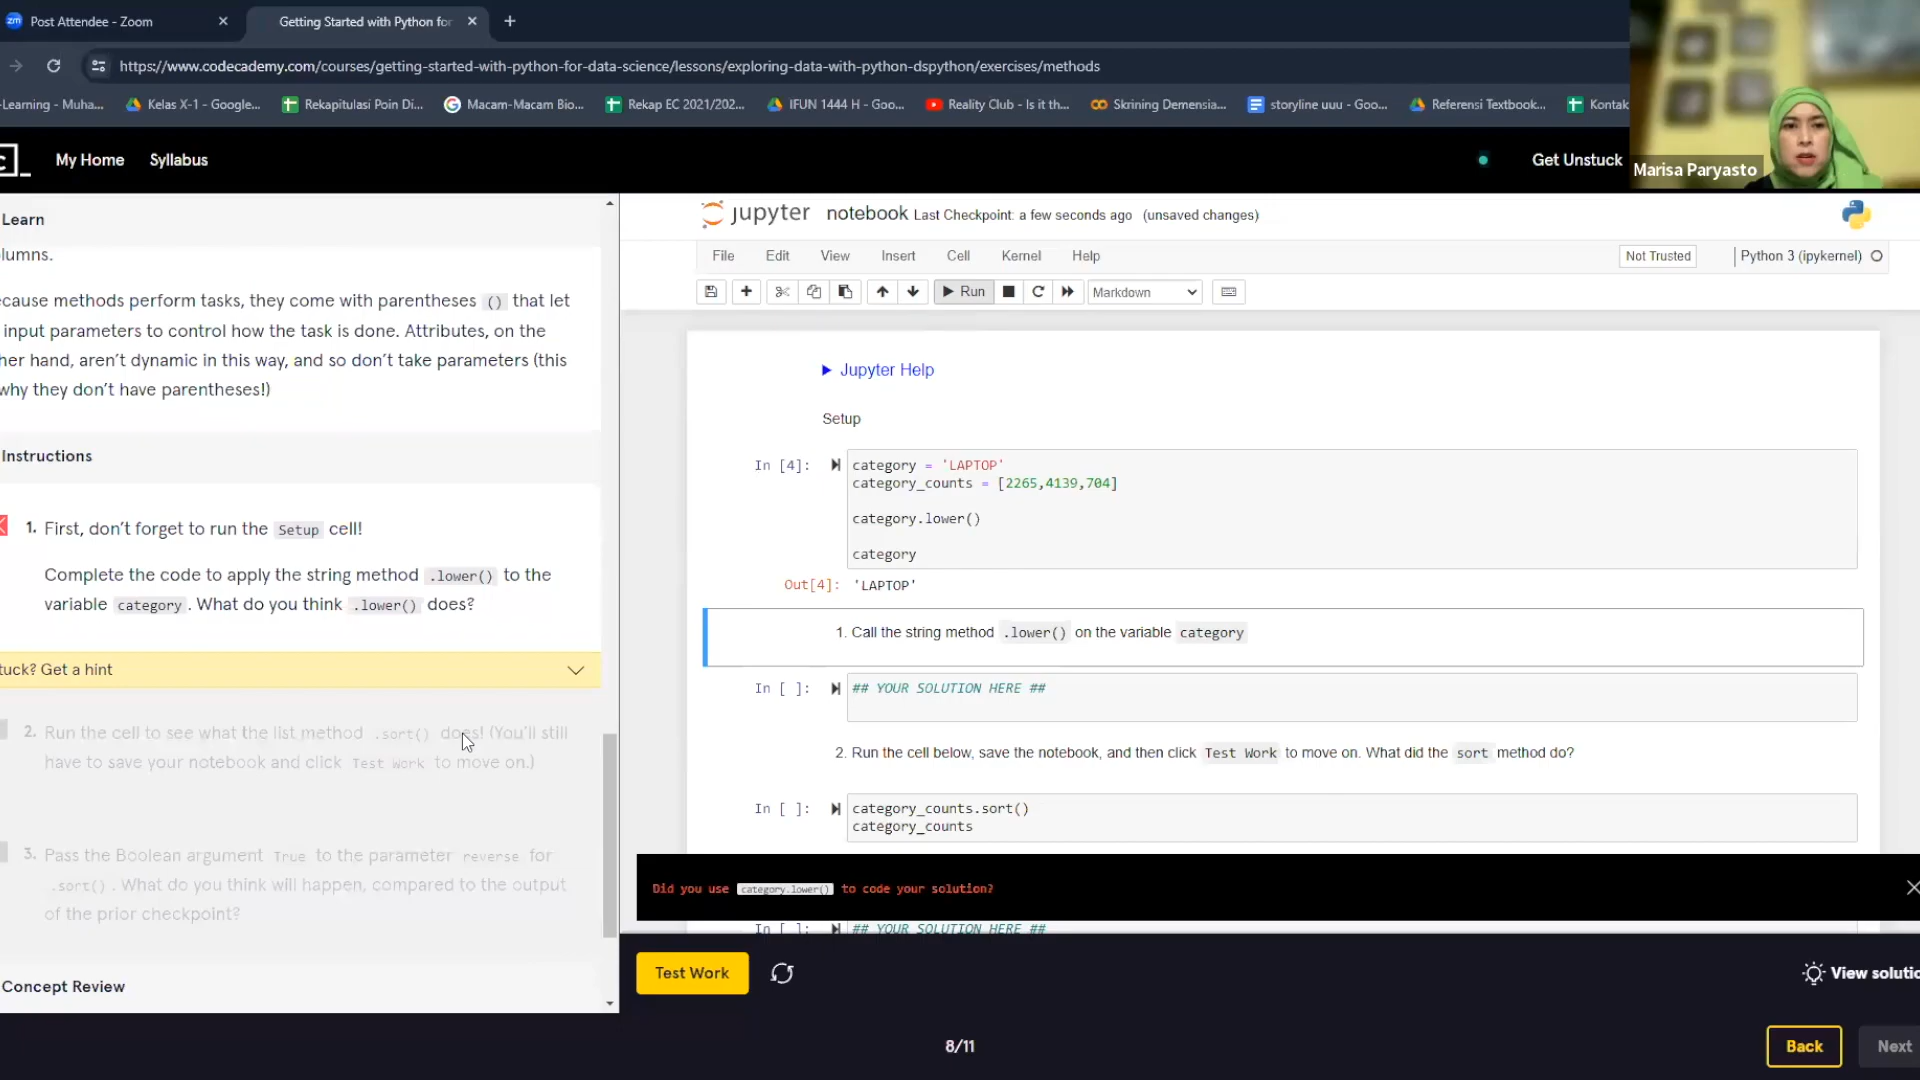 Post Attendee - Zoom
Getting Started with Python for
https://www.codecademy.com/courses/getting-started-with-python-for-data-science/lessons/exploring-data-with-python-dspython/exercises/methods
-Learning - Muha...
Kelas X-1 - Google...
Rekapitulasi Poin Di...
Macam-Macam Bio...
Rekap EC 2021/202...
IFUN 1444 H - Goo...
Reality Club - Is it th...
Skrining Demensia...
storyline uuu - Goo...
Referensi Textbook...
Kontak
Marisa Paryasto
My Home
Syllabus
Get Unstuck
Learn
lumns.
ecause methods perform tasks, they come with parentheses () that let
input parameters to control how the task is done. Attributes, on the
her hand, aren't dynamic in this way, and so don't take parameters (this
why they don't have parentheses!)
Instructions
1. First, don't forget to run the Setup cell!
Complete the code to apply the string method .lower() to the
variable category. What do you think .lower() does?
tuck? Get a hint
2. Run the cell to see what the list method .sort() does! (You'll still
have to save your notebook and click Test Work to move on.)
3. Pass the Boolean argument True to the parameter reverse for
.sort(). What do you think will happen, compared to the output
of the prior checkpoint?
Concept Review
jupyter notebook Last Checkpoint: a few seconds ago (unsaved changes)
File Edit View Insert Cell Kernel Help
Not Trusted
Python 3 (ipykernel)
Run
Markdown
Jupyter Help
Setup
In [4]: category = 'LAPTOP'
category_counts = [2265,4139,704]
category.lower()
category
Out[4]: 'LAPTOP'
1. Call the string method .lower() on the variable category
In [ ]: ## YOUR SOLUTION HERE ##
2. Run the cell below, save the notebook, and then click Test Work to move on. What did the sort method do?
In [ ]: category_counts.sort()
category_counts
Did you use category.lower() to code your solution?
In [ ]: ## YOUR SOLUTION HERE ##
Test Work
View solutio
8/11
Back
Next